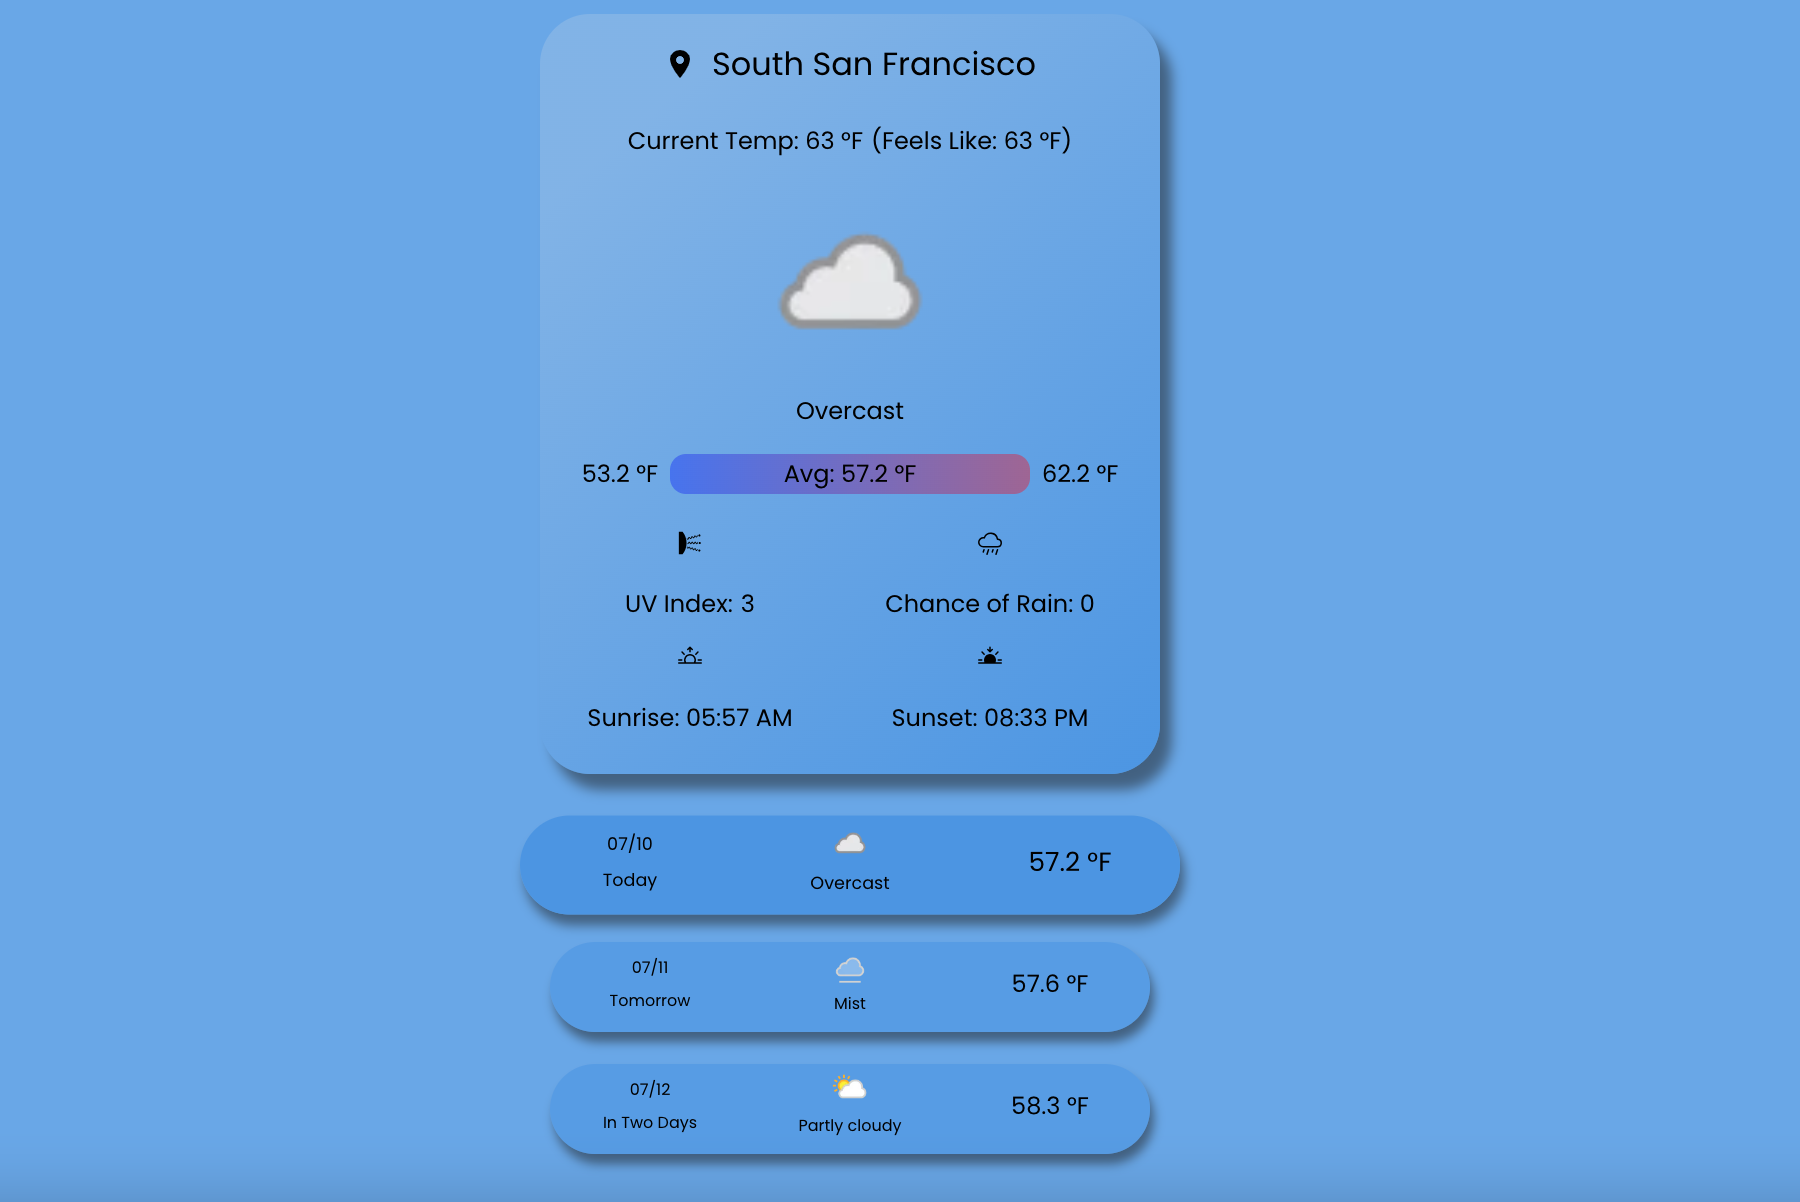 South San Francisco
Current Temp: 63 °F (Feels Like: 63 °F)
Overcast
53.2 °F Avg: 57.2 °F 62.2 °F
UV Index: 3
Chance of Rain: 0
Sunrise: 05:57 AM
Sunset: 08:33 PM
07/10
Today
Overcast
57.2 °F
07/11
Tomorrow
Mist
57.6 °F
07/12
In Two Days
Partly cloudy
58.3 °F